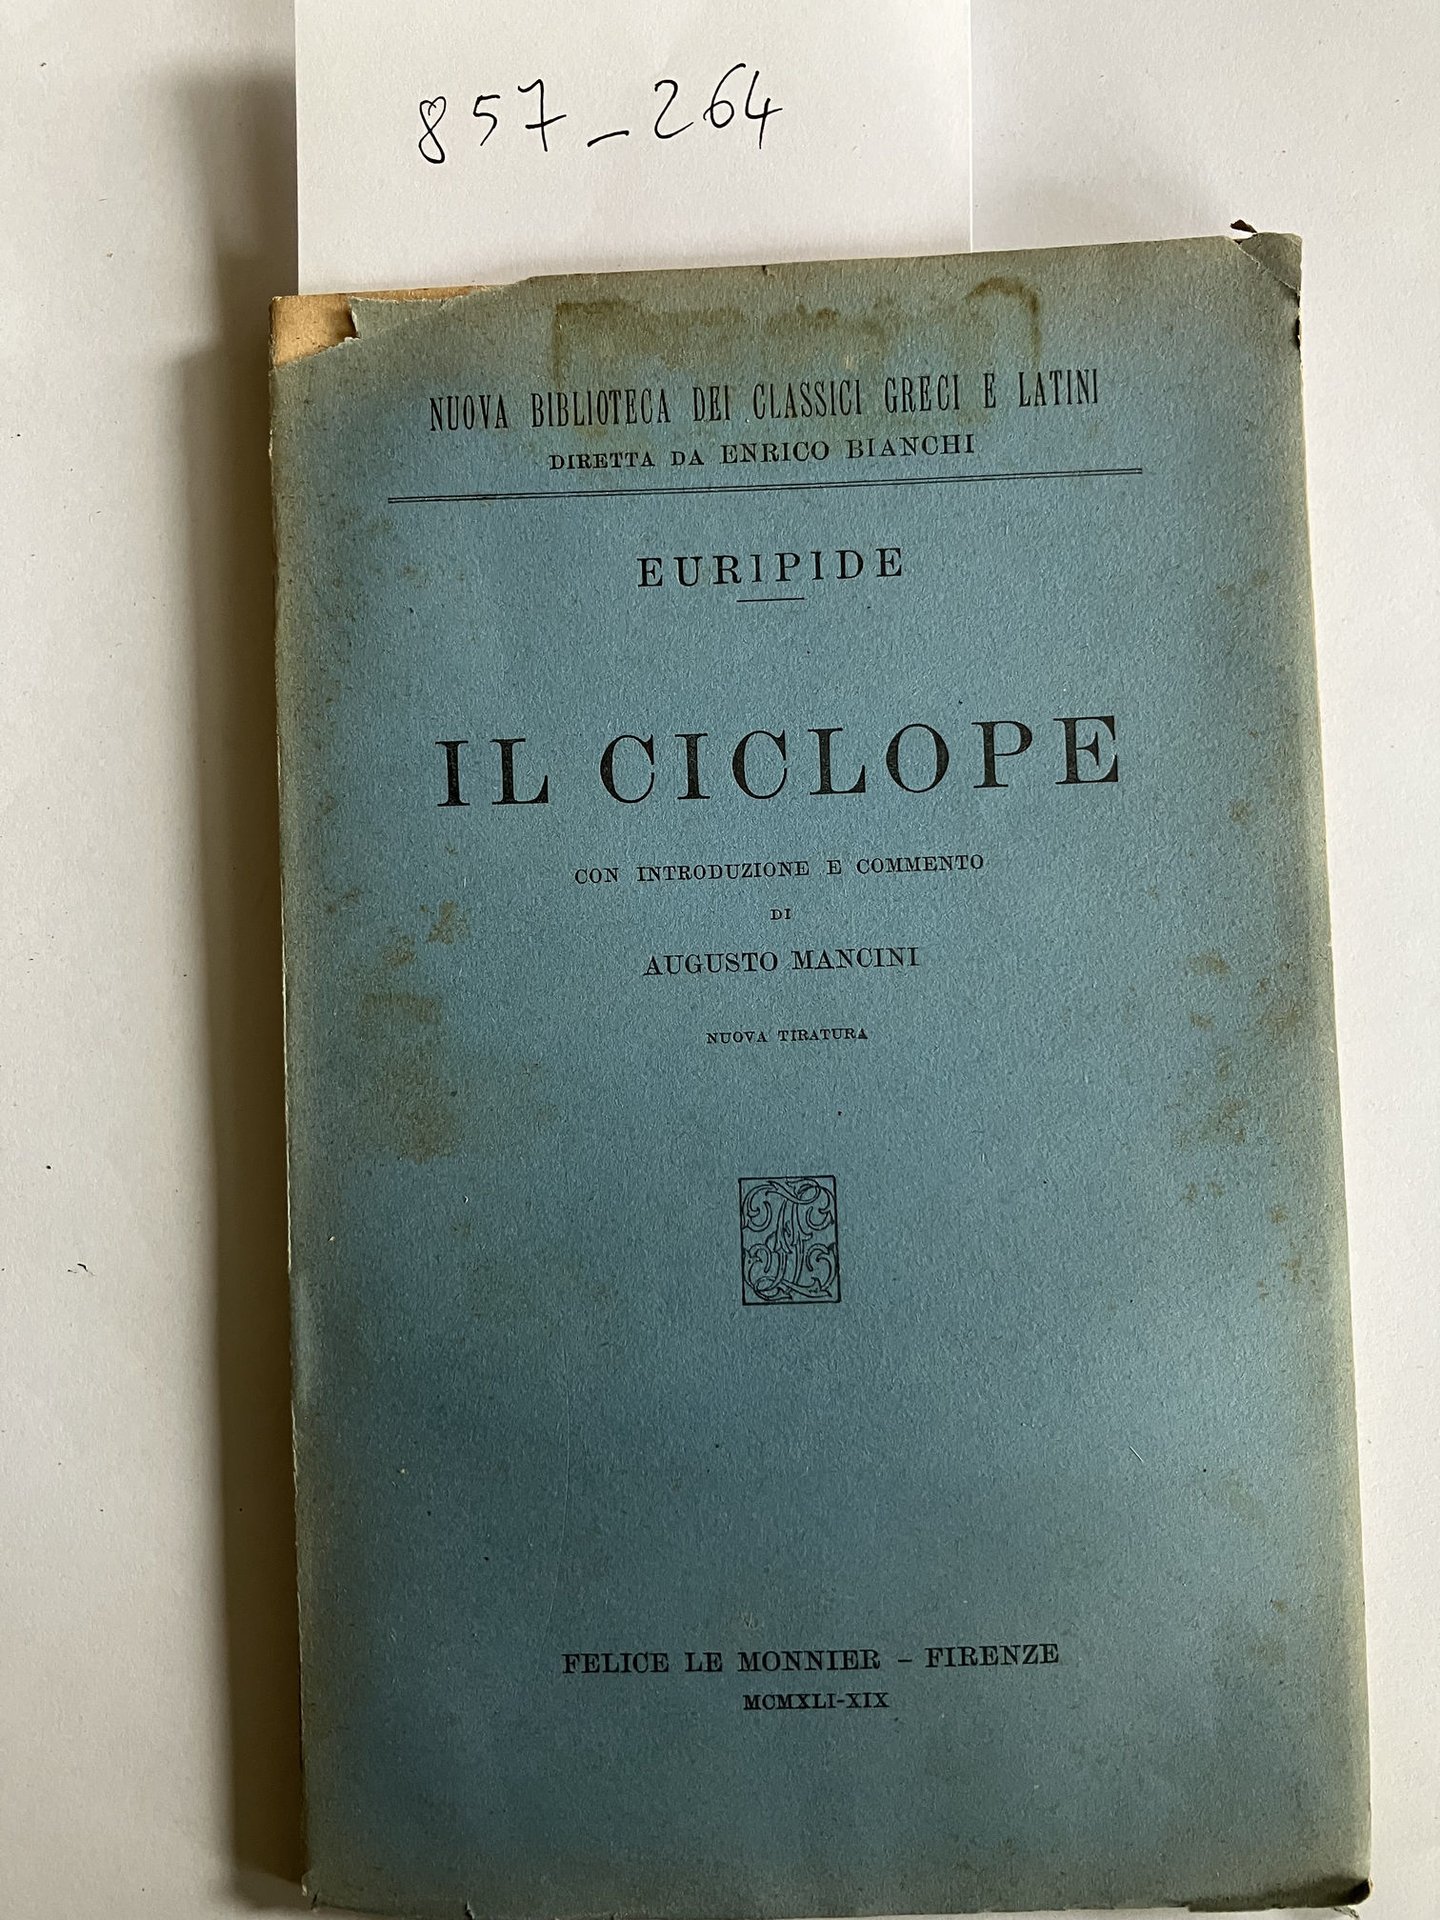 857_264
NUOVA BIBLIOTECA DEI CLASSICI GRECI E LATINI
DIRETTA DA ENRICO BIANCHI
EURIPIDE
IL CICLOPE
CON INTRODUZIONE E COMMENTO
DI
AUGUSTO MANCINI
NUOVA TIRATURA
FELICE LE MONNIER – FIRENZE
MCMXLI-XIX